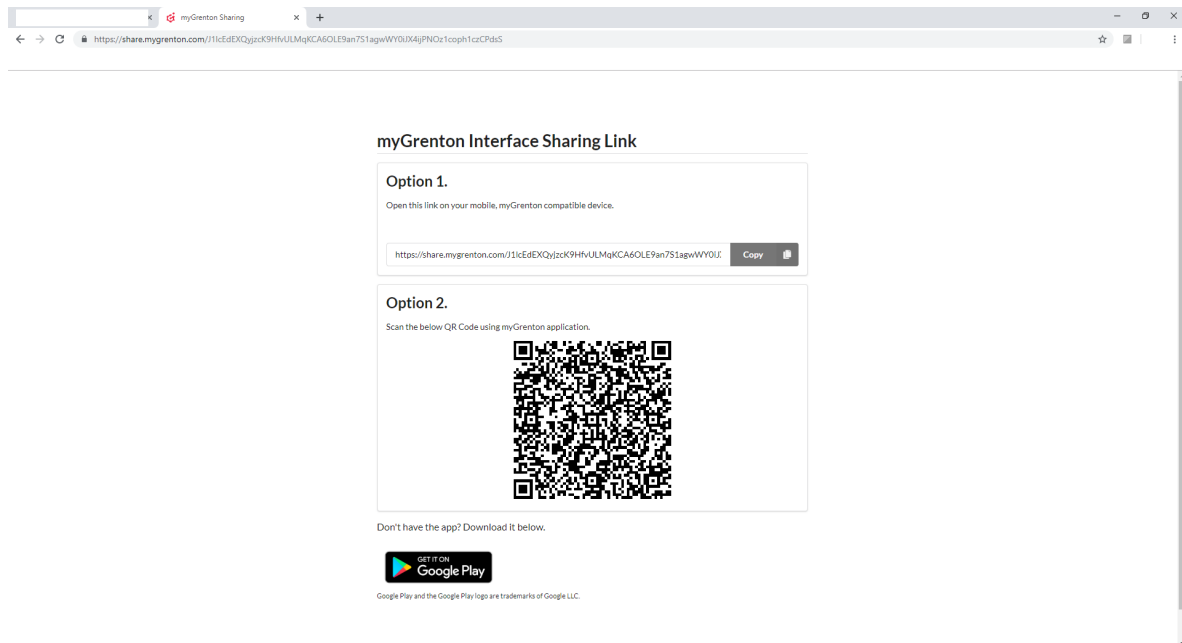 myGrenton Sharing
https://share.mygrenton.com/J1IcEdEXQyjzcK9HfvULMqKCA6OLE9an7S1agwWY0iJX4ijPNOz1coph1czCPdsS
myGrenton Interface Sharing Link
Option 1.
Open this link on your mobile, myGrenton compatible device.
https://share.mygrenton.com/J1IcEdEXQyjzcK9HfvULMqKCA6OLE9an7S1agwWY0iJ
Copy
Option 2.
Scan the below QR Code using myGrenton application.
Don't have the app? Download it below.
GET IT ON
Google Play
Google Play and the Google Play logo are trademarks of Google LLC.